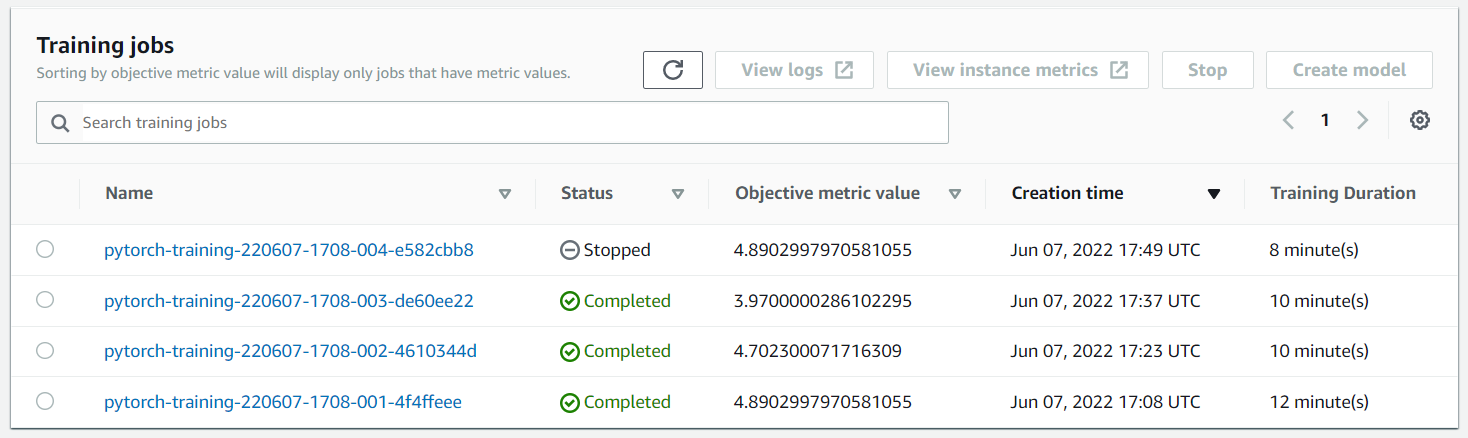 Training jobs
Sorting by objective metric value will display only jobs that have metric values.
View logs View instance metrics Stop Create model
Search training jobs
1
Name Status Objective metric value Creation time Training Duration
pytorch-training-220607-1708-004-e582cbb8 Stopped 4.8902997970581055 Jun 07, 2022 17:49 UTC 8 minute(s)
pytorch-training-220607-1708-003-de60ee22 Completed 3.9700000286102295 Jun 07, 2022 17:37 UTC 10 minute(s)
pytorch-training-220607-1708-002-4610344d Completed 4.702300071716309 Jun 07, 2022 17:23 UTC 10 minute(s)
pytorch-training-220607-1708-001-4f4ffeee Completed 4.8902997970581055 Jun 07, 2022 17:08 UTC 12 minute(s)